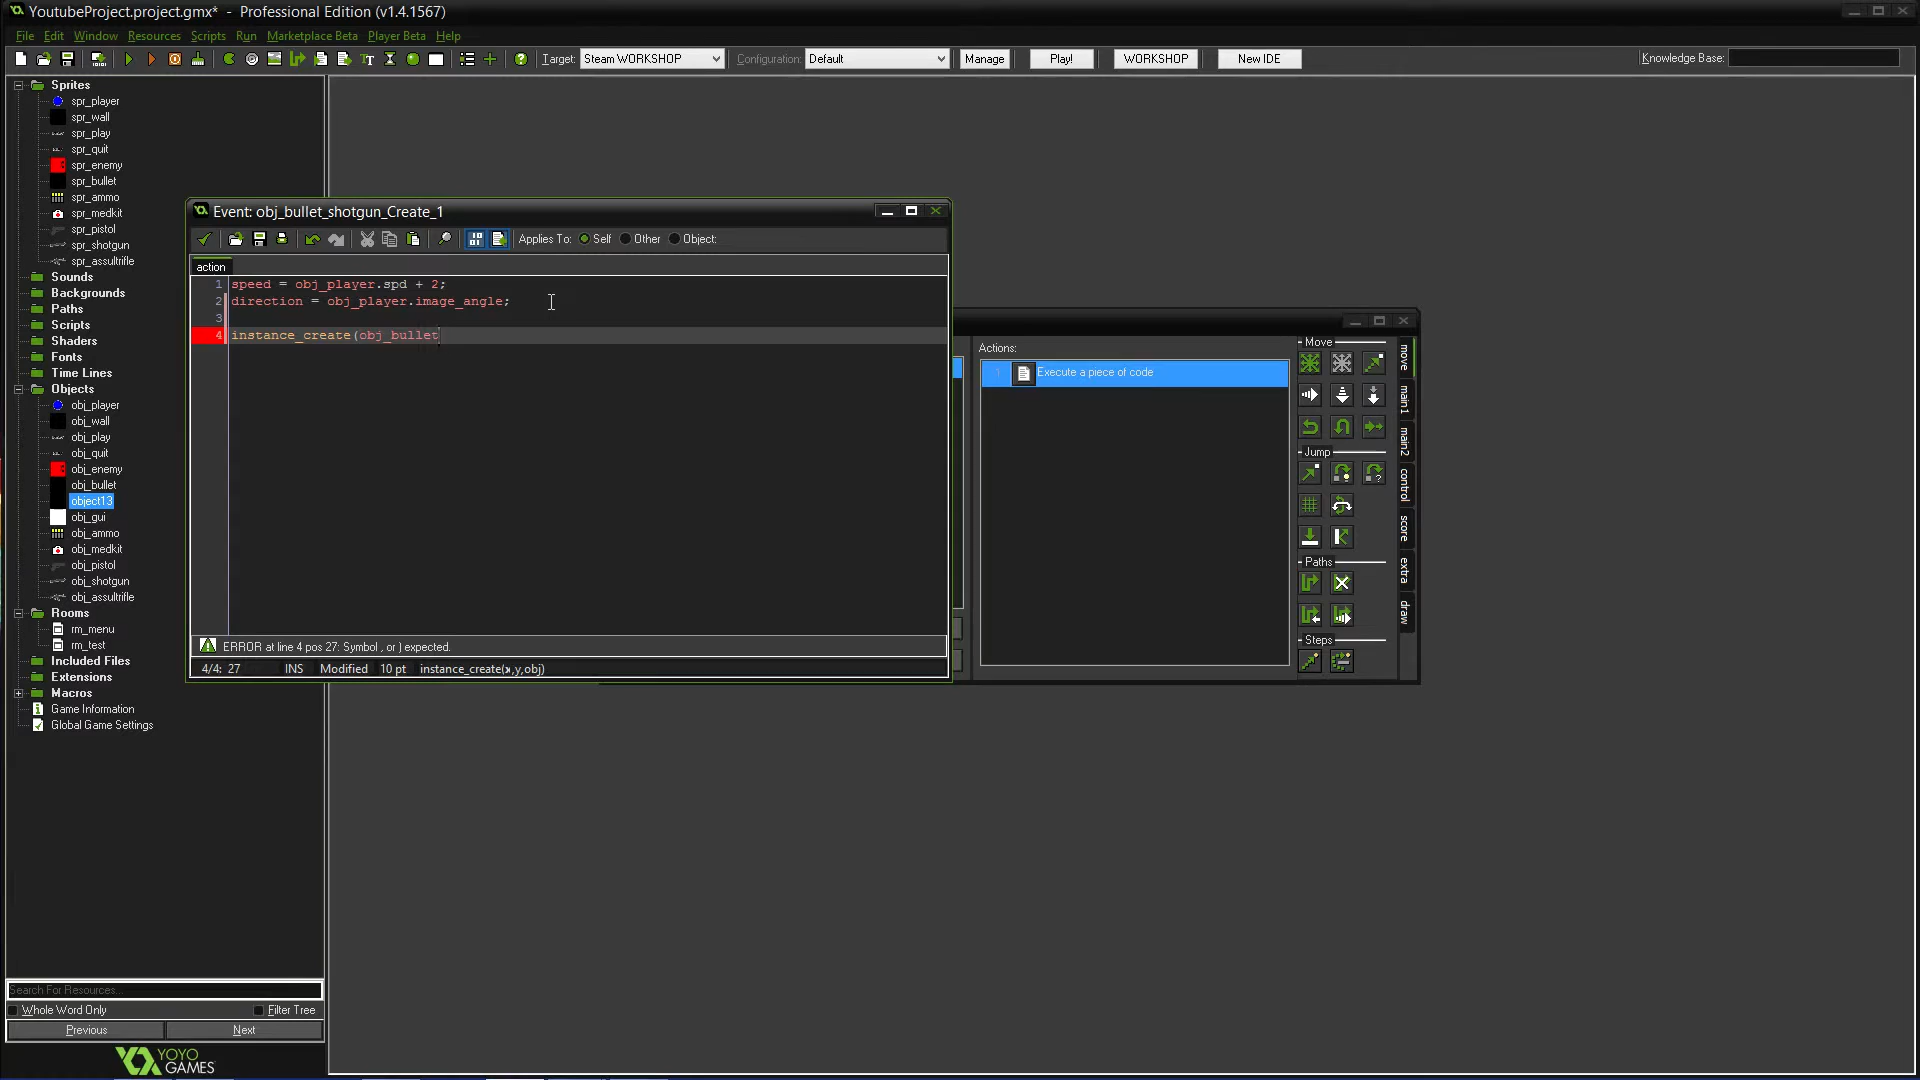 YoutubeProject.project.gmx* - Professional Edition (v1.4.1567)
File Edit Window Resources Scripts Run Marketplace Beta Player Beta Help
Target: Steam WORKSHOP Configuration: Default Manage Play! WORKSHOP New IDE Knowledge Base:
Sprites
spr_player
spr_wall
spr_play
spr_quit
spr_enemy
spr_bullet
spr_ammo
spr_medkit
spr_pistol
spr_shotgun
spr_assultrifle
Sounds
Backgrounds
Paths
Scripts
Shaders
Fonts
Time Lines
Objects
obj_player
obj_wall
obj_play
obj_quit
obj_enemy
obj_bullet
object13
obj_gui
obj_ammo
obj_medkit
obj_pistol
obj_shotgun
obj_assultrifle
Rooms
rm_menu
rm_test
Included Files
Extensions
Macros
Game Information
Global Game Settings
Search For Resources...
Whole Word Only Filter Tree
Previous Next
YOYO
GAMES
Event: obj_bullet_shotgun_Create_1
Applies To: Self Other Object:
action
1 speed = obj_player.spd + 2;
2 direction = obj_player.image_angle;
3
4 instance_create(obj_bullet
ERROR at line 4 pos 27: Symbol , or ) expected.
4/4: 27 INS Modified 10 pt instance_create(x,y,obj)
Actions:
1 Execute a piece of code
Move
Jump
Paths
Steps
move
main1
main2
control
score
extra
draw